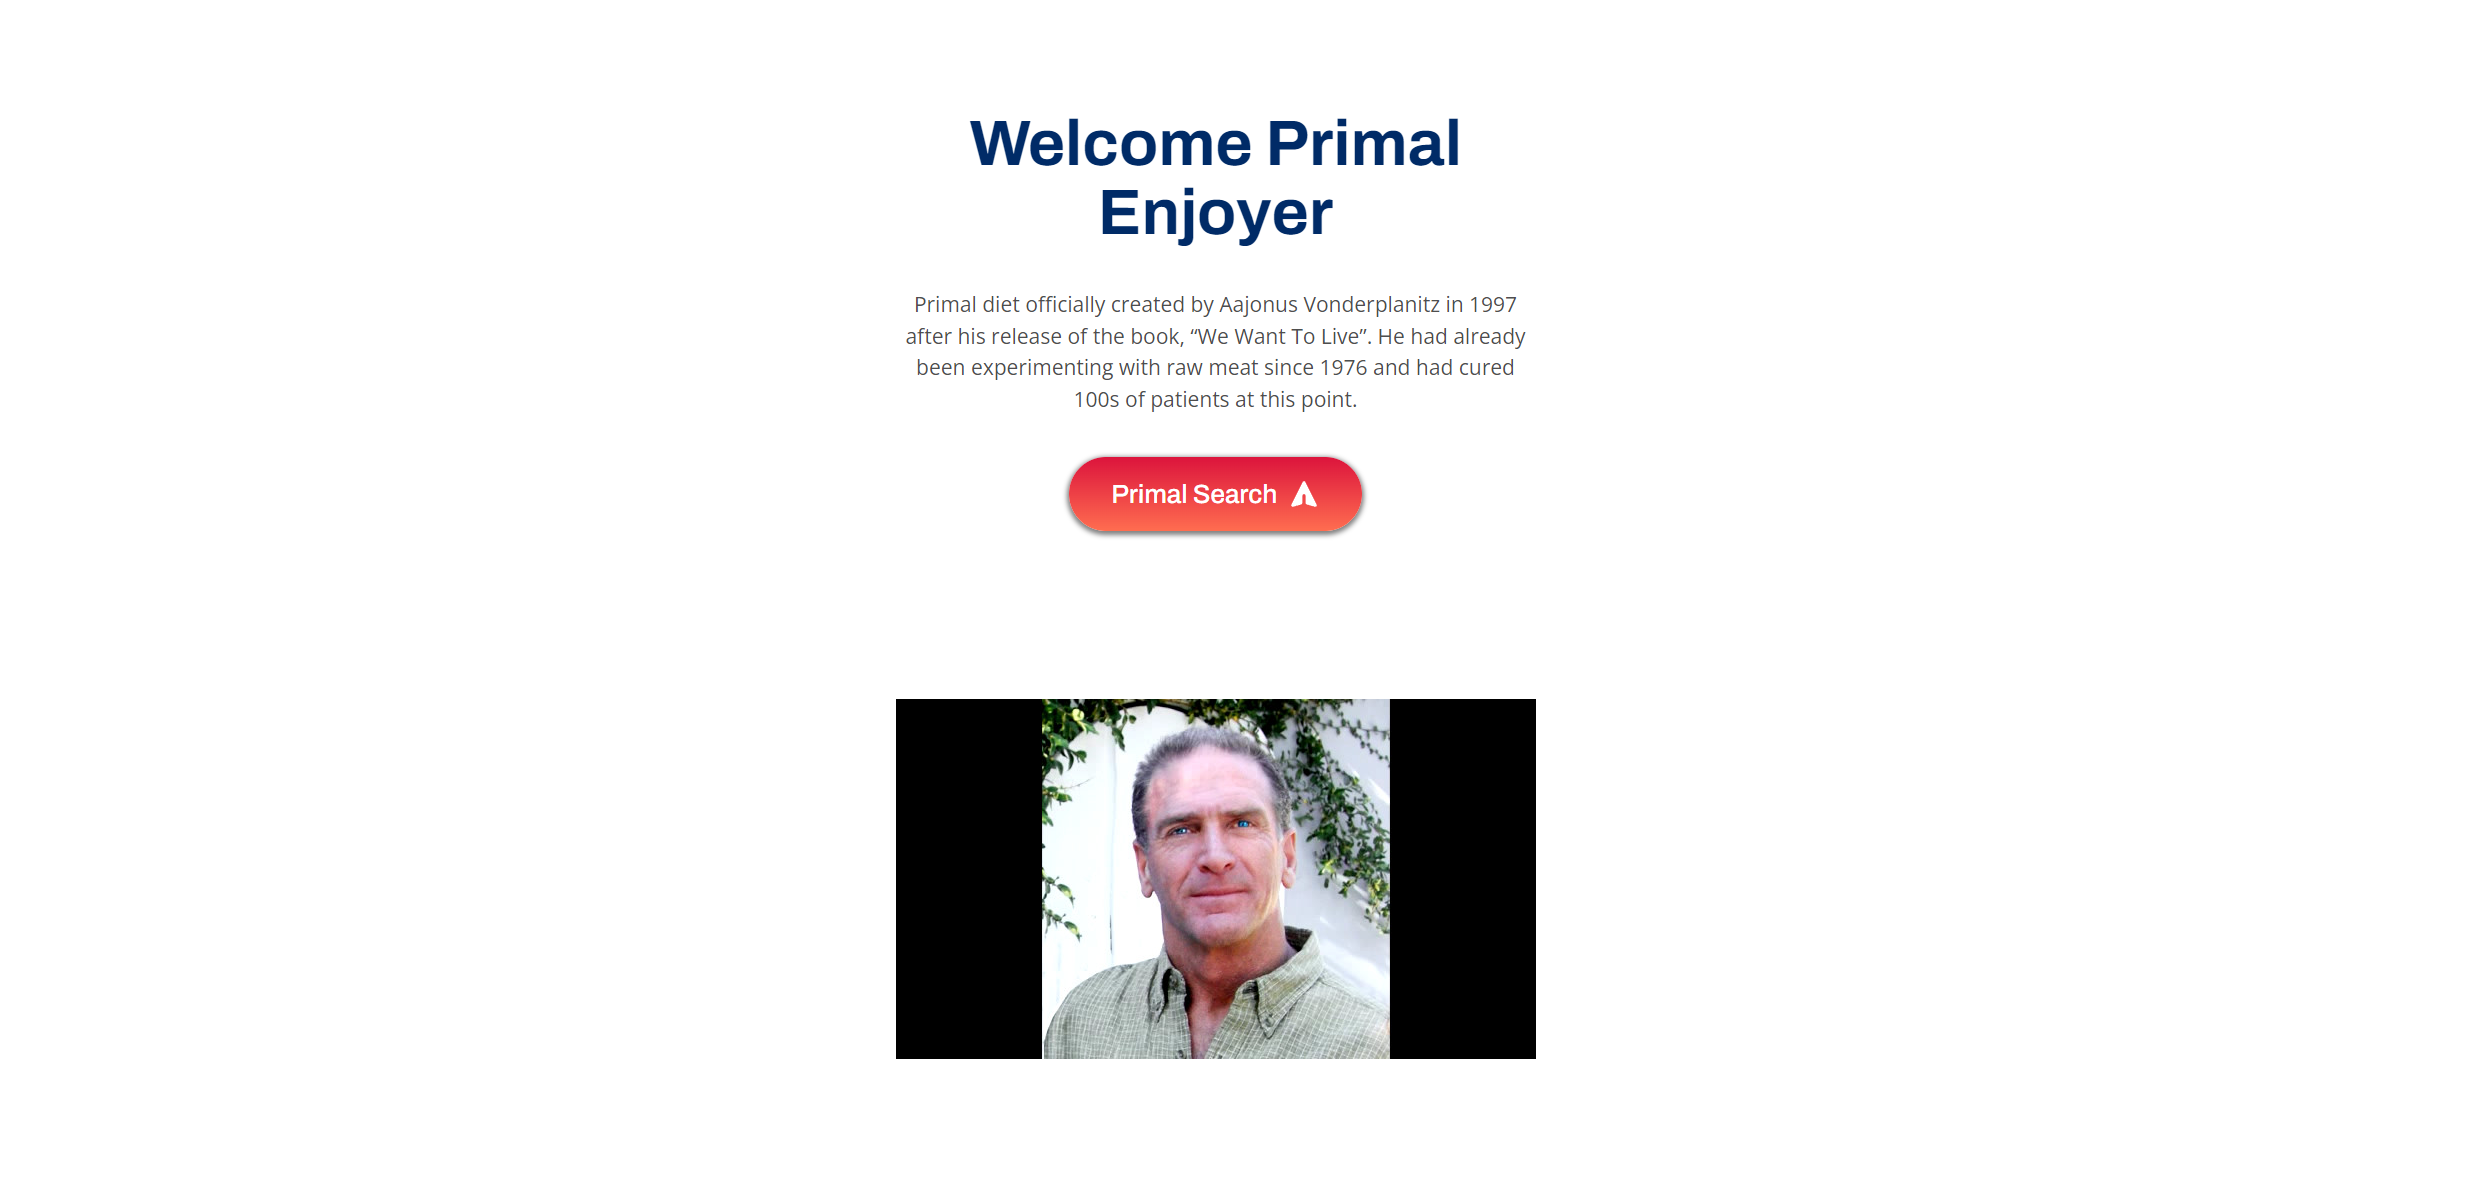 Welcome Primal
Enjoyer
Primal diet officially created by Aajonus Vonderplanitz in 1997
after his release of the book, “We Want To Live”. He had already
been experimenting with raw meat since 1976 and had cured
100s of patients at this point.
Primal Search